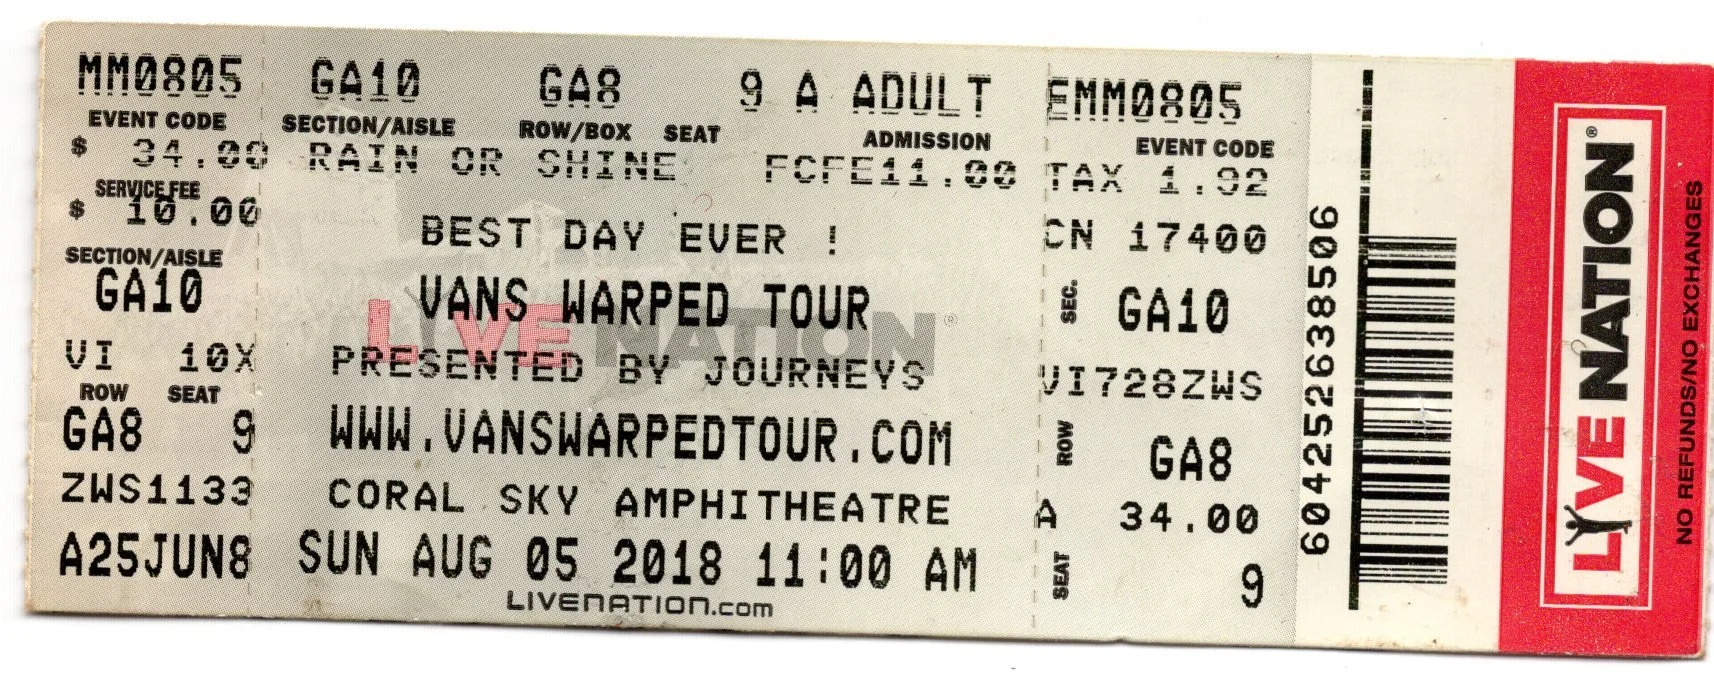 MM0805 GA10 GA8 9 A ADULT EMM0805
EVENT CODE SECTION/AISLE ROW/BOX SEAT ADMISSION EVENT CODE
$ 34.00 RAIN OR SHINE FCFE11.00 TAX 1.92
SERVICE FEE
$ 10.00 BEST DAY EVER ! CN 17400
SECTION/AISLE
GA10 VANS WARPED TOUR SEC. GA10
LIVE NATION®
VI 10X PRESENTED BY JOURNEYS VI728ZWS
ROW SEAT
GA8 9 WWW.VANSWARPEDTOUR.COM ROW GA8
ZWS1133 CORAL SKY AMPHITHEATRE A 34.00
A25JUN8 SUN AUG 05 2018 11:00 AM SEAT 9
LIVENATION.com
604252638506
LIVE NATION®
NO REFUNDS/NO EXCHANGES